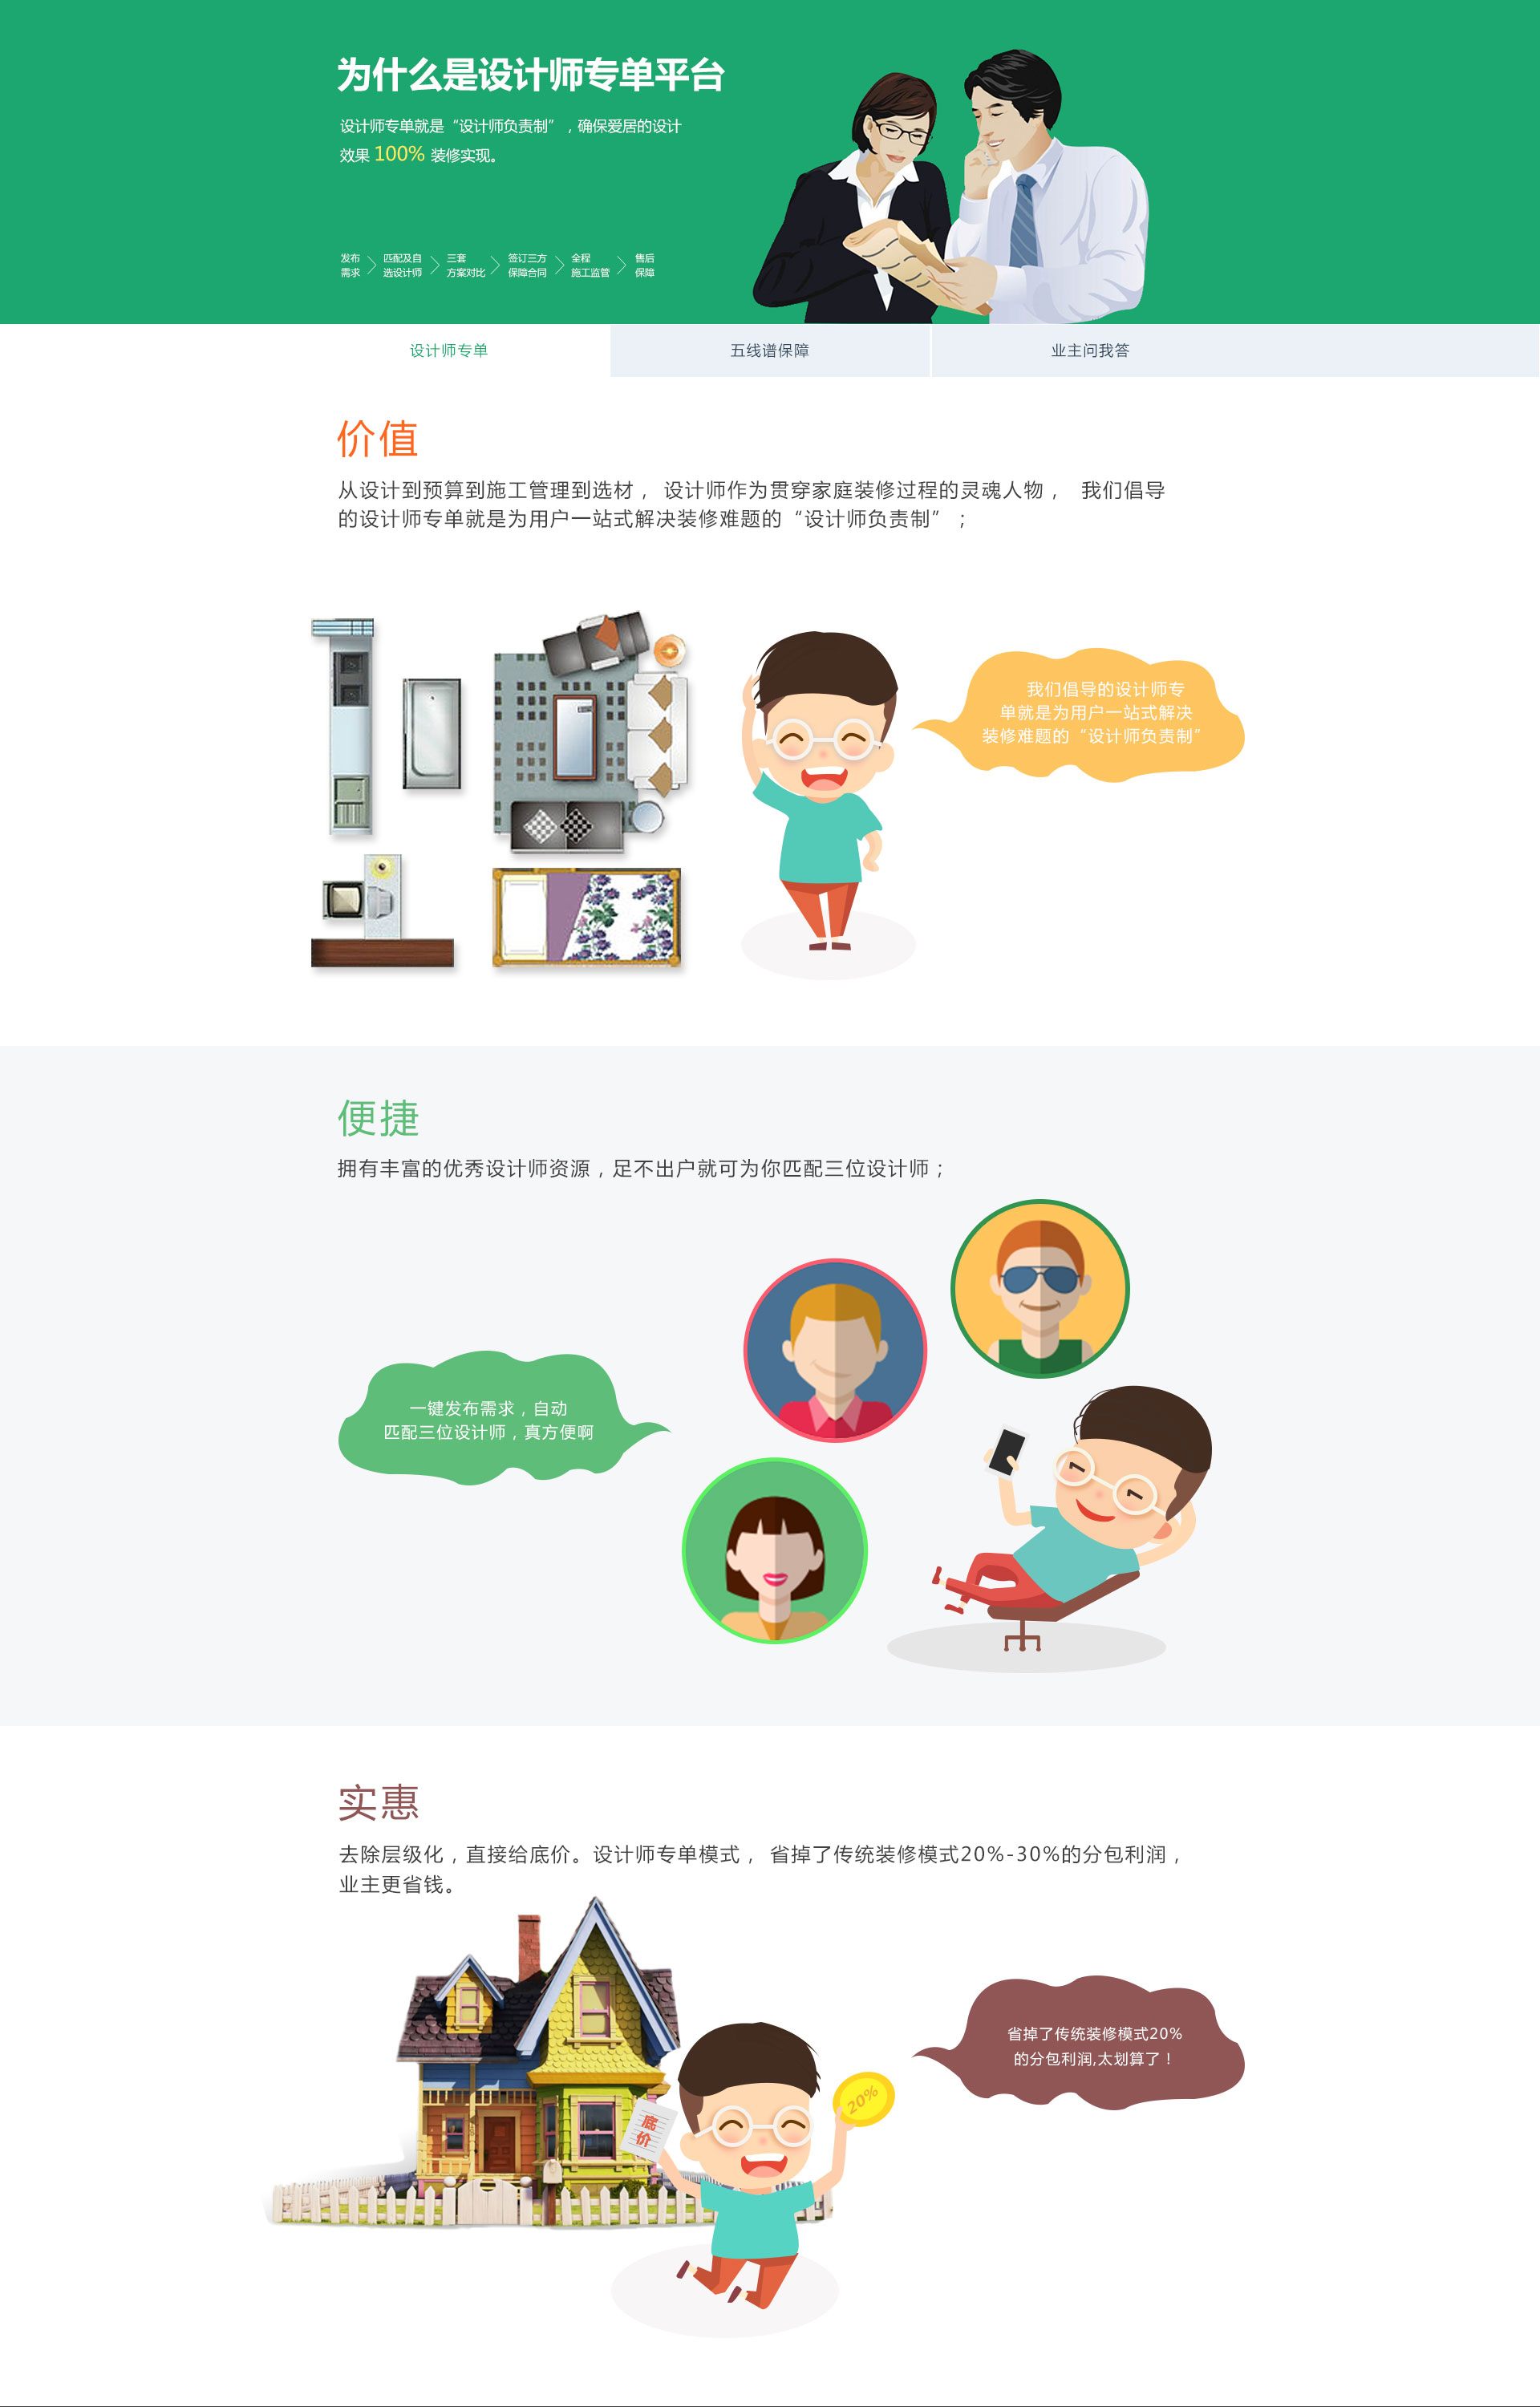 为什么是设计师专单平台
设计师专单就是“设计师负责制”，确保爱居的设计
效果 100% 装修实现。
发布
需求
匹配及自
选设计师
三套
方案对比
签订三方
保障合同
全程
施工监管
售后
保障
设计师专单
五线谱保障
业主问我答
价值
从设计到预算到施工管理到选材， 设计师作为贯穿家庭装修过程的灵魂人物， 我们倡导
的设计师专单就是为用户一站式解决装修难题的“设计师负责制”；
我们倡导的设计师专
单就是为用户一站式解决
装修难题的“设计师负责制”
便捷
拥有丰富的优秀设计师资源，足不出户就可为你匹配三位设计师；
一键发布需求，自动
匹配三位设计师，真方便啊
实惠
去除层级化，直接给底价。设计师专单模式， 省掉了传统装修模式20%-30%的分包利润，
业主更省钱。
省掉了传统装修模式20%
的分包利润,太划算了！
20%
底
价